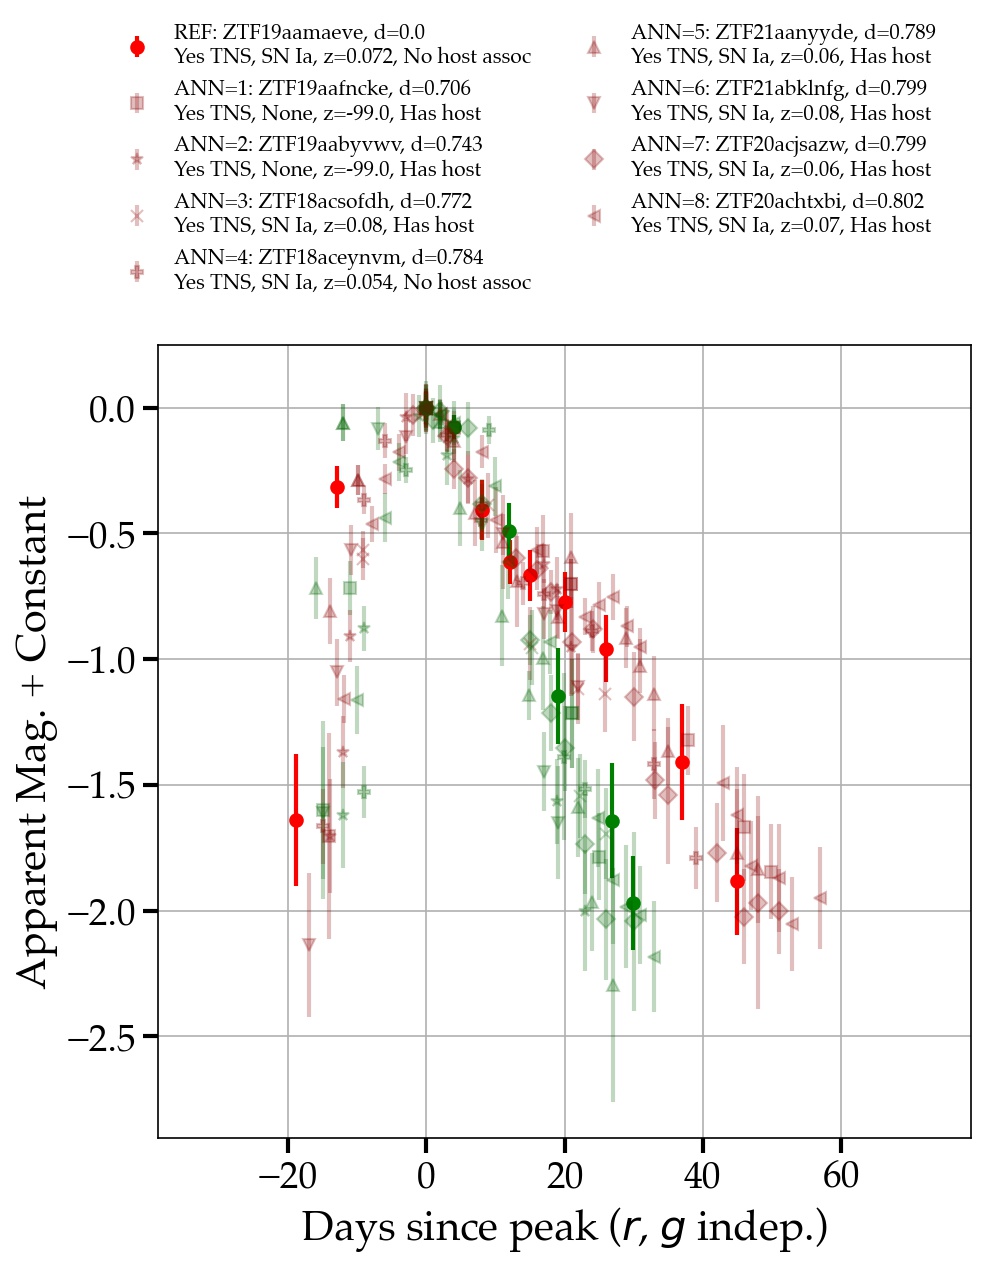 REF: ZTF19aamaeve, d=0.0
Yes TNS, SN Ia, z=0.072, No host assoc
ANN=1: ZTF19aafncke, d=0.706
Yes TNS, None, z=-99.0, Has host
ANN=2: ZTF19aabyvwv, d=0.743
Yes TNS, None, z=-99.0, Has host
ANN=3: ZTF18acsofdh, d=0.772
Yes TNS, SN Ia, z=0.08, Has host
ANN=4: ZTF18aceynvm, d=0.784
Yes TNS, SN Ia, z=0.054, No host assoc
ANN=5: ZTF21aanyyde, d=0.789
Yes TNS, SN Ia, z=0.06, Has host
ANN=6: ZTF21abklnfg, d=0.799
Yes TNS, SN Ia, z=0.08, Has host
ANN=7: ZTF20acjsazw, d=0.799
Yes TNS, SN Ia, z=0.06, Has host
ANN=8: ZTF20achtxbi, d=0.802
Yes TNS, SN Ia, z=0.07, Has host
Apparent Mag. + Constant
0.0
−0.5
−1.0
−1.5
−2.0
−2.5
−20 0 20 40 60
Days since peak (r, g indep.)